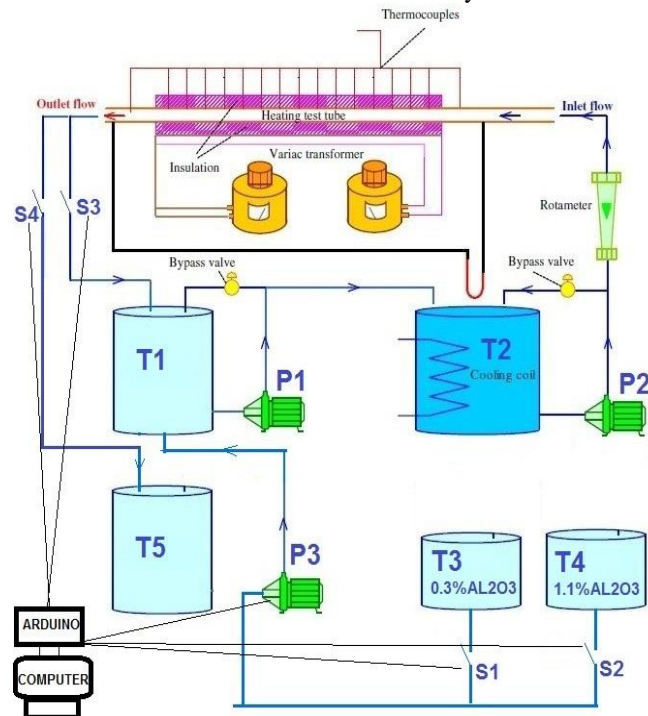 Thermocouples
Outlet flow
Insulation
Heating test tube
Inlet flow
Insulation
Variac transformer
S4
S3
Rotameter
Bypass valve
Bypass valve
T1
P1
T2
Cooling coil
P2
T5
P3
T3
0.3%AL2O3
T4
1.1%AL2O3
ARDUINO
COMPUTER
S1
S2